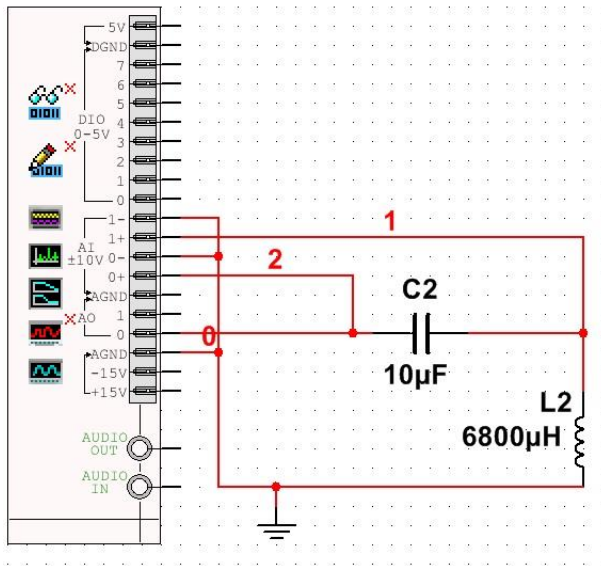 5V
DGND
7
6
5
DIO
0-5V
4
3
2
1
0
1-
1
1+
AI
±10V
0-
2
0+
C2
AGND
AO
1
0
0
AGND
10µF
-15V
L2
+15V
6800µH
AUDIO
OUT
AUDIO
IN